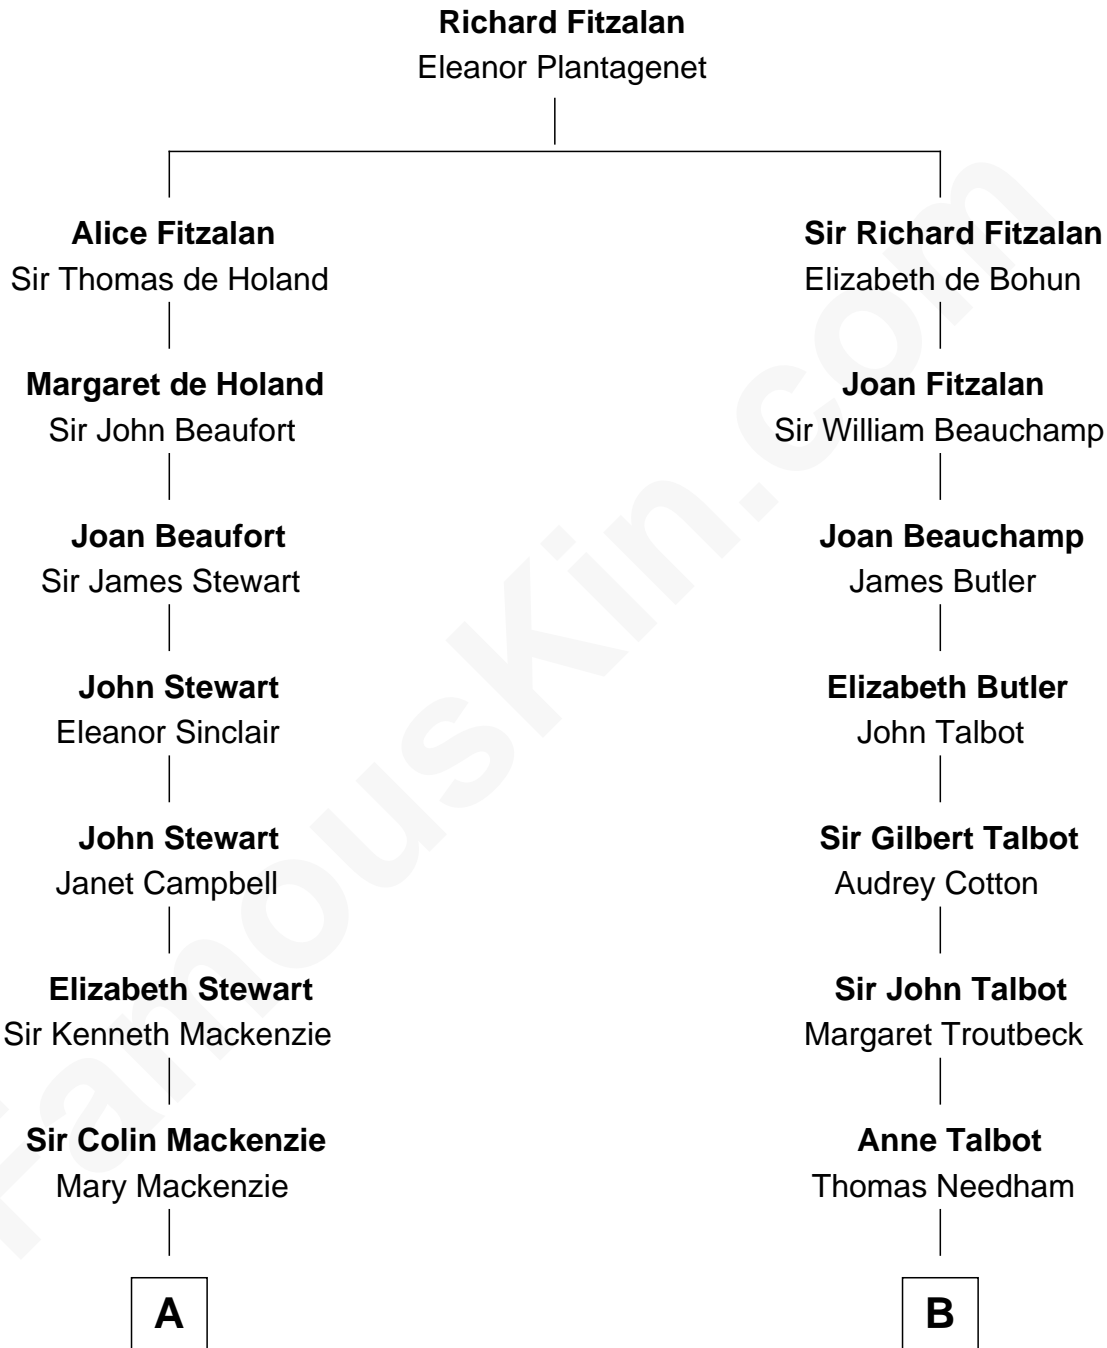 Richard Fitzalan
Eleanor Plantagenet
Alice Fitzalan
Sir Thomas de Holand
Sir Richard Fitzalan
Elizabeth de Bohun
Margaret de Holand
Sir John Beaufort
Joan Fitzalan
Sir William Beauchamp
Joan Beaufort
Sir James Stewart
Joan Beauchamp
James Butler
John Stewart
Eleanor Sinclair
Elizabeth Butler
John Talbot
John Stewart
Janet Campbell
Sir Gilbert Talbot
Audrey Cotton
Elizabeth Stewart
Sir Kenneth Mackenzie
Sir John Talbot
Margaret Troutbeck
Sir Colin Mackenzie
Mary Mackenzie
Anne Talbot
Thomas Needham
A
B
FamousKin.com